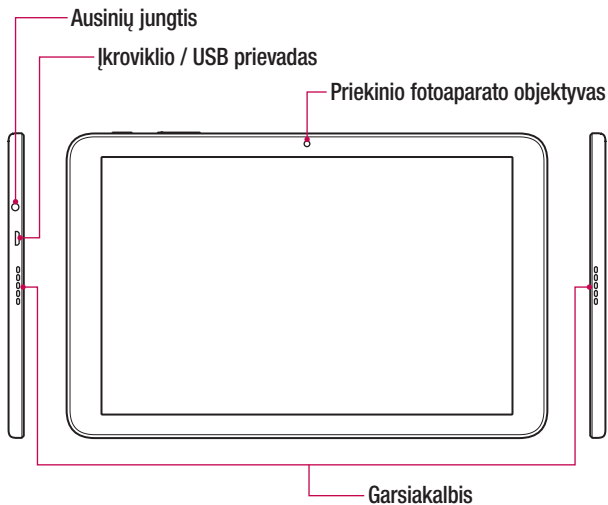 Ausinių jungtis
Įkroviklio / USB prievadas
Priekinio fotoaparato objektyvas
Garsiakalbis